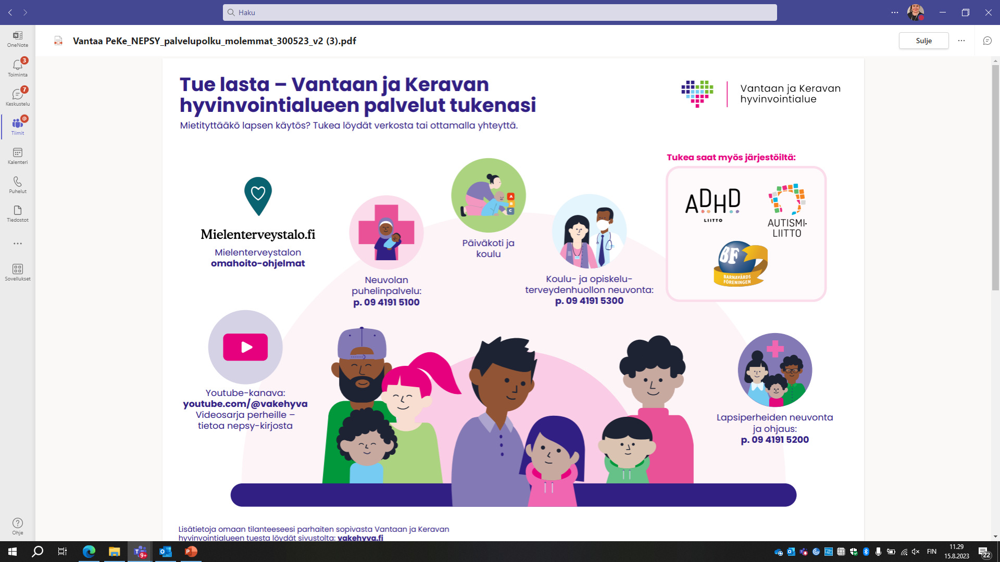 Haku
OneNote
3
Toiminta
7
Keskustelu
@
Tiimit
Kalenteri
Puhelut
Tiedostot
Sovellukset
Ohje
Vantaa PeKe_NEPSY_palvelupolku_molemmat_300523_v2 (3).pdf
Sulje
Tue lasta – Vantaan ja Keravan
hyvinvointialueen palvelut tukenasi
Mietityttääkö lapsen käytös? Tukea löydät verkosta tai ottamalla yhteyttä.
Vantaan ja Keravan
hyvinvointialue
Mielenterveystalo.fi
Mielenterveystalon
omahoito-ohjelmat
Neuvolan
puhelinpalvelu:
p. 09 4191 5100
A
B
C
Päiväkoti ja
koulu
Koulu- ja opiskelu-
terveydenhuollon neuvonta:
p. 09 4191 5300
Tukea saat myös järjestöiltä:
ADHD
LIITTO
AUTISMI-
LIITTO
BF
BARNAVÅRDS
FÖRENINGEN
Youtube-kanava:
youtube.com/@vakehyva
Videosarja perheille –
tietoa nepsy-kirjosta
Lapsiperheiden neuvonta
ja ohjaus:
p. 09 4191 5200
Lisätietoja omaan tilanteeseesi parhaiten sopivasta Vantaan ja Keravan
hyvinvointialueen tuesta löydät sivustolta: vakehyva.fi
9+
FIN
11.29
15.8.2023
22